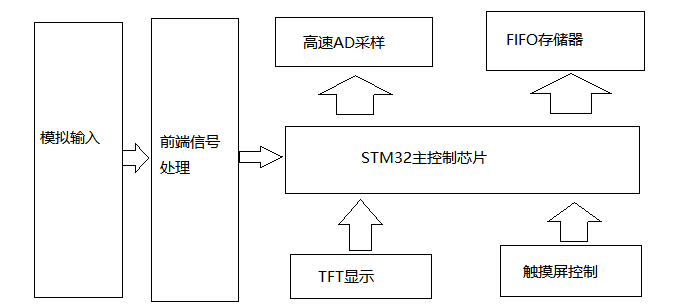 高速AD采样
FIFO存储器
模拟输入
前端信号
处理
STM32主控制芯片
TFT显示
触摸屏控制